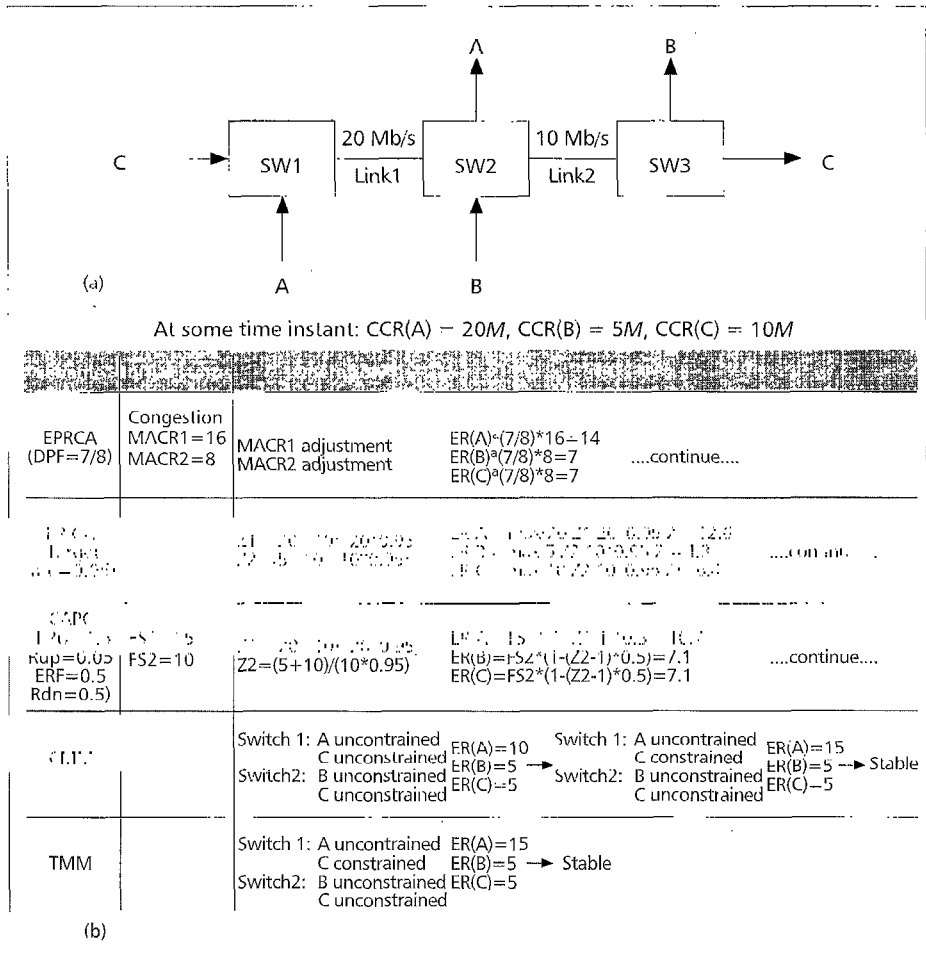 A B
C SW1 20 Mb/s Link1 SW2 10 Mb/s Link2 SW3 C
(a) A B
At some time instant: CCR(A) = 20M, CCR(B) = 5M, CCR(C) = 10M
EPRCA
(DPF=7/8)
Congestion
MACR1=16
MACR2=8
MACR1 adjustment
MACR2 adjustment
ER(A) (7/8)*16=14
ER(B)ª(7/8)*8=7
ER(C)ª(7/8)*8=7
....continue....
Rup=0.05
ERF=0.5
Rdn=0.5)
FS2=10
Z2=(5+10)/(10*0.95)
ER(B)=FS2*(1-(Z2-1)*0.5)=7.1
ER(C)=FS2*(1-(Z2-1)*0.5)=7.1
....continue....
Switch 1: A uncontrained
C unconstrained
Switch2: B unconstrained
C unconstrained
ER(A)=10
ER(B)=5
ER(C)=5
Switch 1: A uncontrained
C constrained
Switch2: B unconstrained
C unconstrained
ER(A)=15
ER(B)=5
ER(C)=5
Stable
TMM
Switch 1: A uncontrained
C constrained
Switch2: B unconstrained
C unconstrained
ER(A)=15
ER(B)=5
ER(C)=5
Stable
(b)